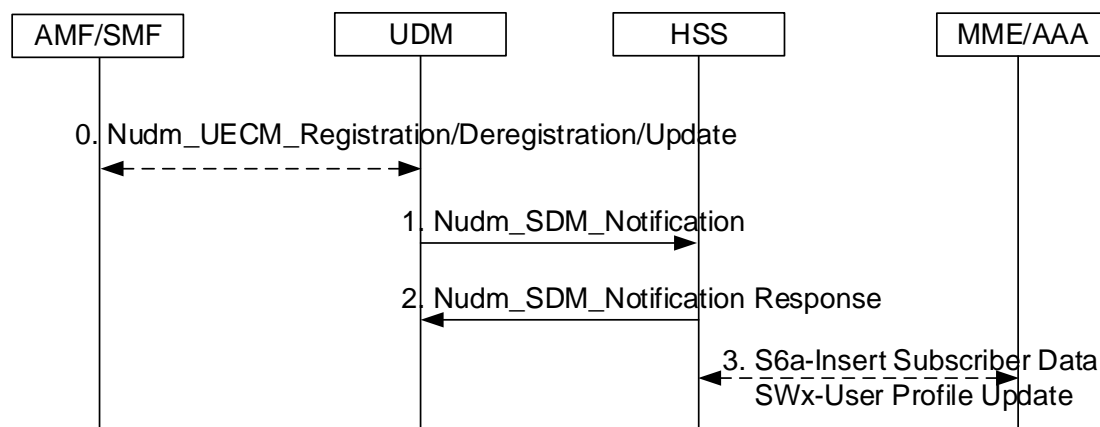 AMF/SMF
UDM
HSS
MME/AAA
0. Nudm_UECM_Registration/Deregistration/Update
1. Nudm_SDM_Notification
2. Nudm_SDM_Notification Response
3. S6a-Insert Subscriber Data
SWx-User Profile Update